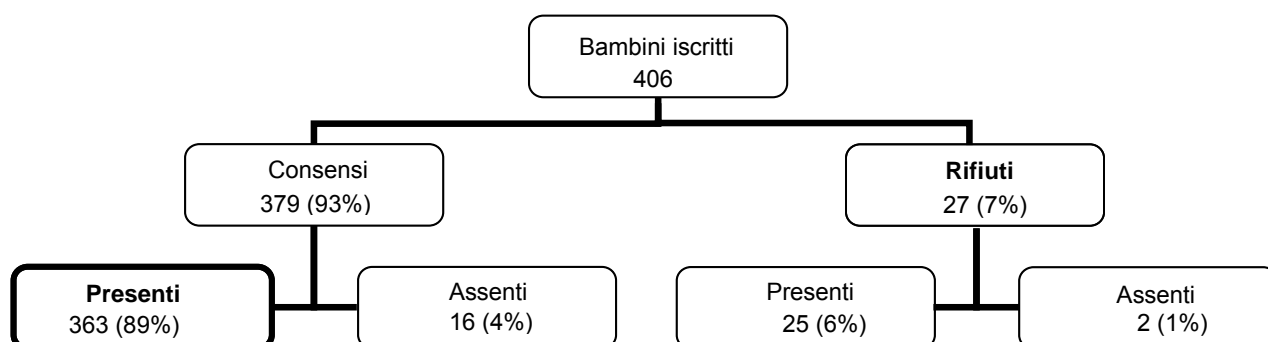 Bambini iscritti
406
Consensi
379 (93%)
Rifiuti
27 (7%)
Presenti
363 (89%)
Assenti
16 (4%)
Presenti
25 (6%)
Assenti
2 (1%)